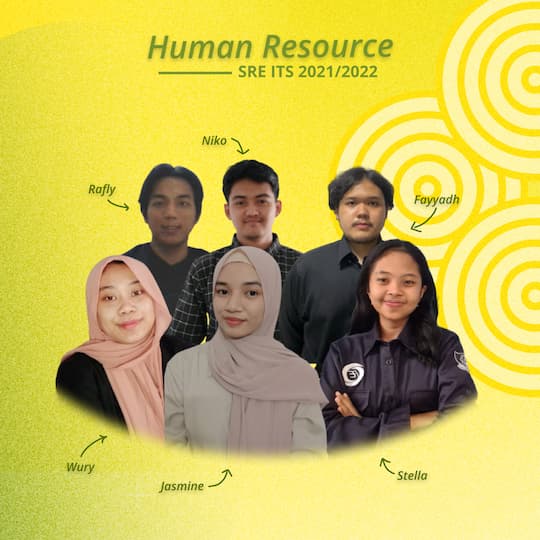 Human Resource
SRE ITS 2021/2022
Niko
Rafly
Fayyadh
Wury
Jasmine
Stella